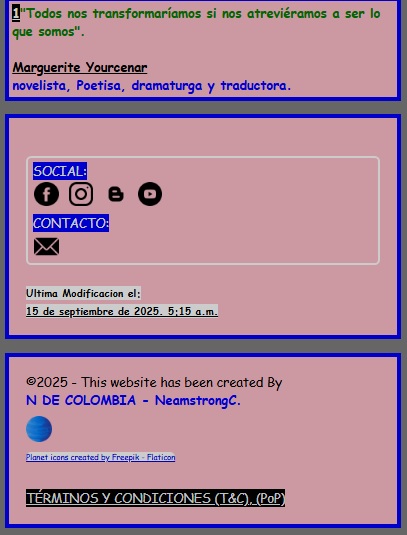 1"Todos nos transformaríamos si nos atreviéramos a ser lo
que somos".
Marguerite Yourcenar
novelista, Poetisa, dramaturga y traductora.
SOCIAL:
CONTACTO:
Ultima Modificacion el:
15 de septiembre de 2025. 5;15 a.m.
©2025 - This website has been created By
N DE COLOMBIA - NeamstrongC.
Planet icons created by Freepik - Flaticon
TÉRMINOS Y CONDICIONES (T&C), (PoP)